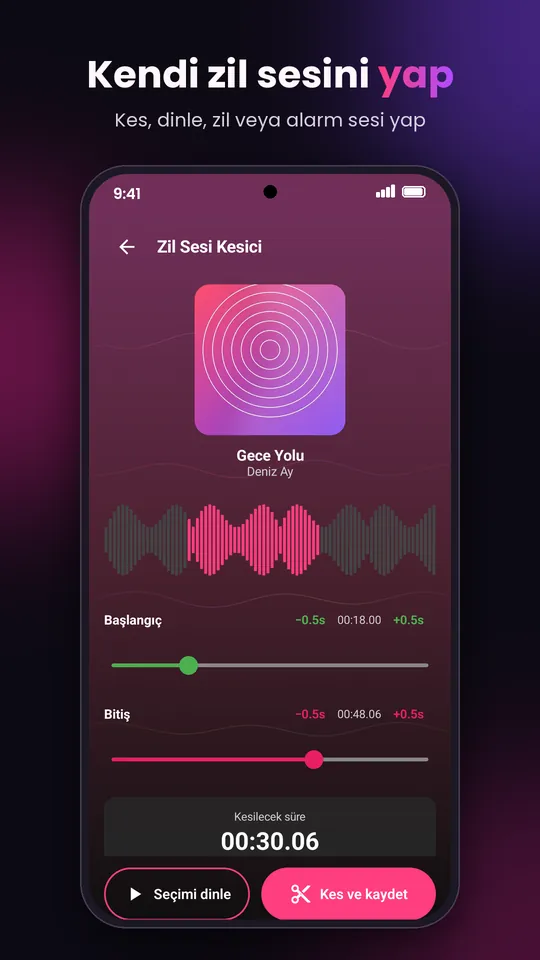 Kendi zil sesini yap
Kes, dinle, zil veya alarm sesi yap
9:41
Zil Sesi Kesici
Gece Yolu
Deniz Ay
Başlangıç −0.5s 00:18.00 +0.5s
Bitiş −0.5s 00:48.06 +0.5s
Kesilecek süre
00:30.06
Seçimi dinle Kes ve kaydet